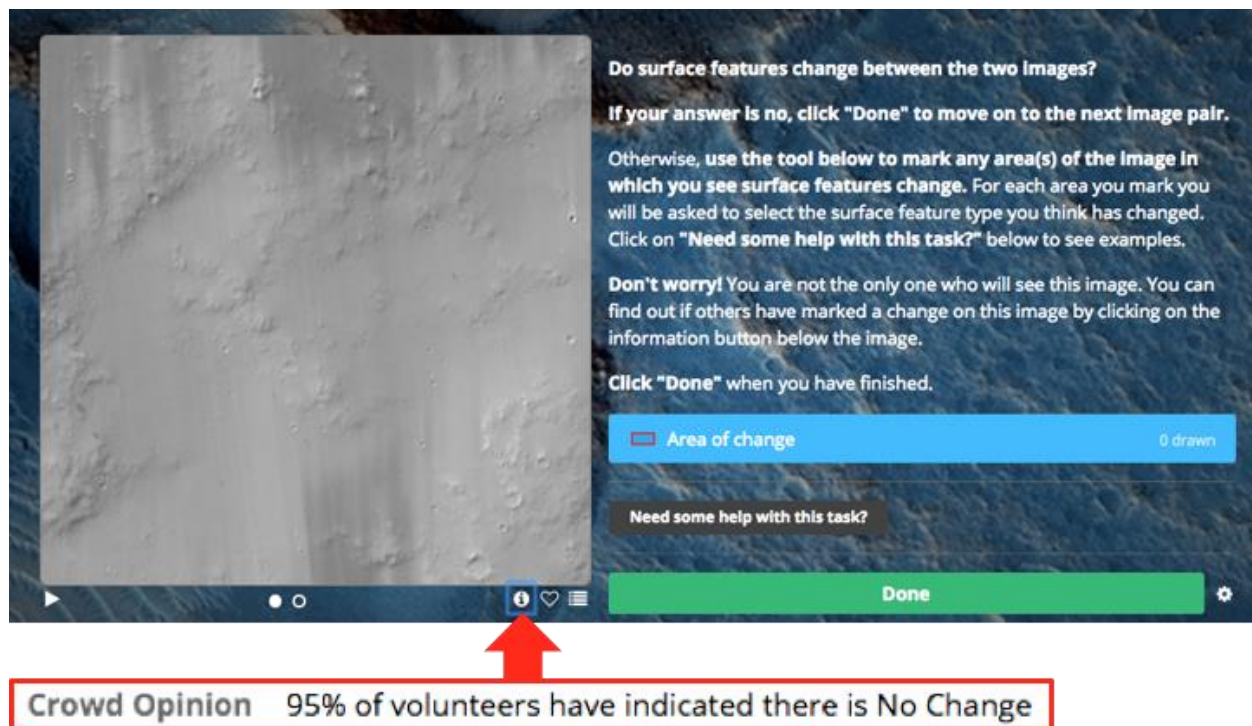 Do surface features change between the two images?
If your answer is no, click "Done" to move on to the next image pair.
Otherwise, use the tool below to mark any area(s) of the image in
which you see surface features change. For each area you mark you
will be asked to select the surface feature type you think has changed.
Click on "Need some help with this task?" below to see examples.
Don't worry! You are not the only one who will see this image. You can
find out if others have marked a change on this image by clicking on the
information button below the image.
Click "Done" when you have finished.
Area of change 0 drawn
Need some help with this task?
Done
Crowd Opinion 95% of volunteers have indicated there is No Change